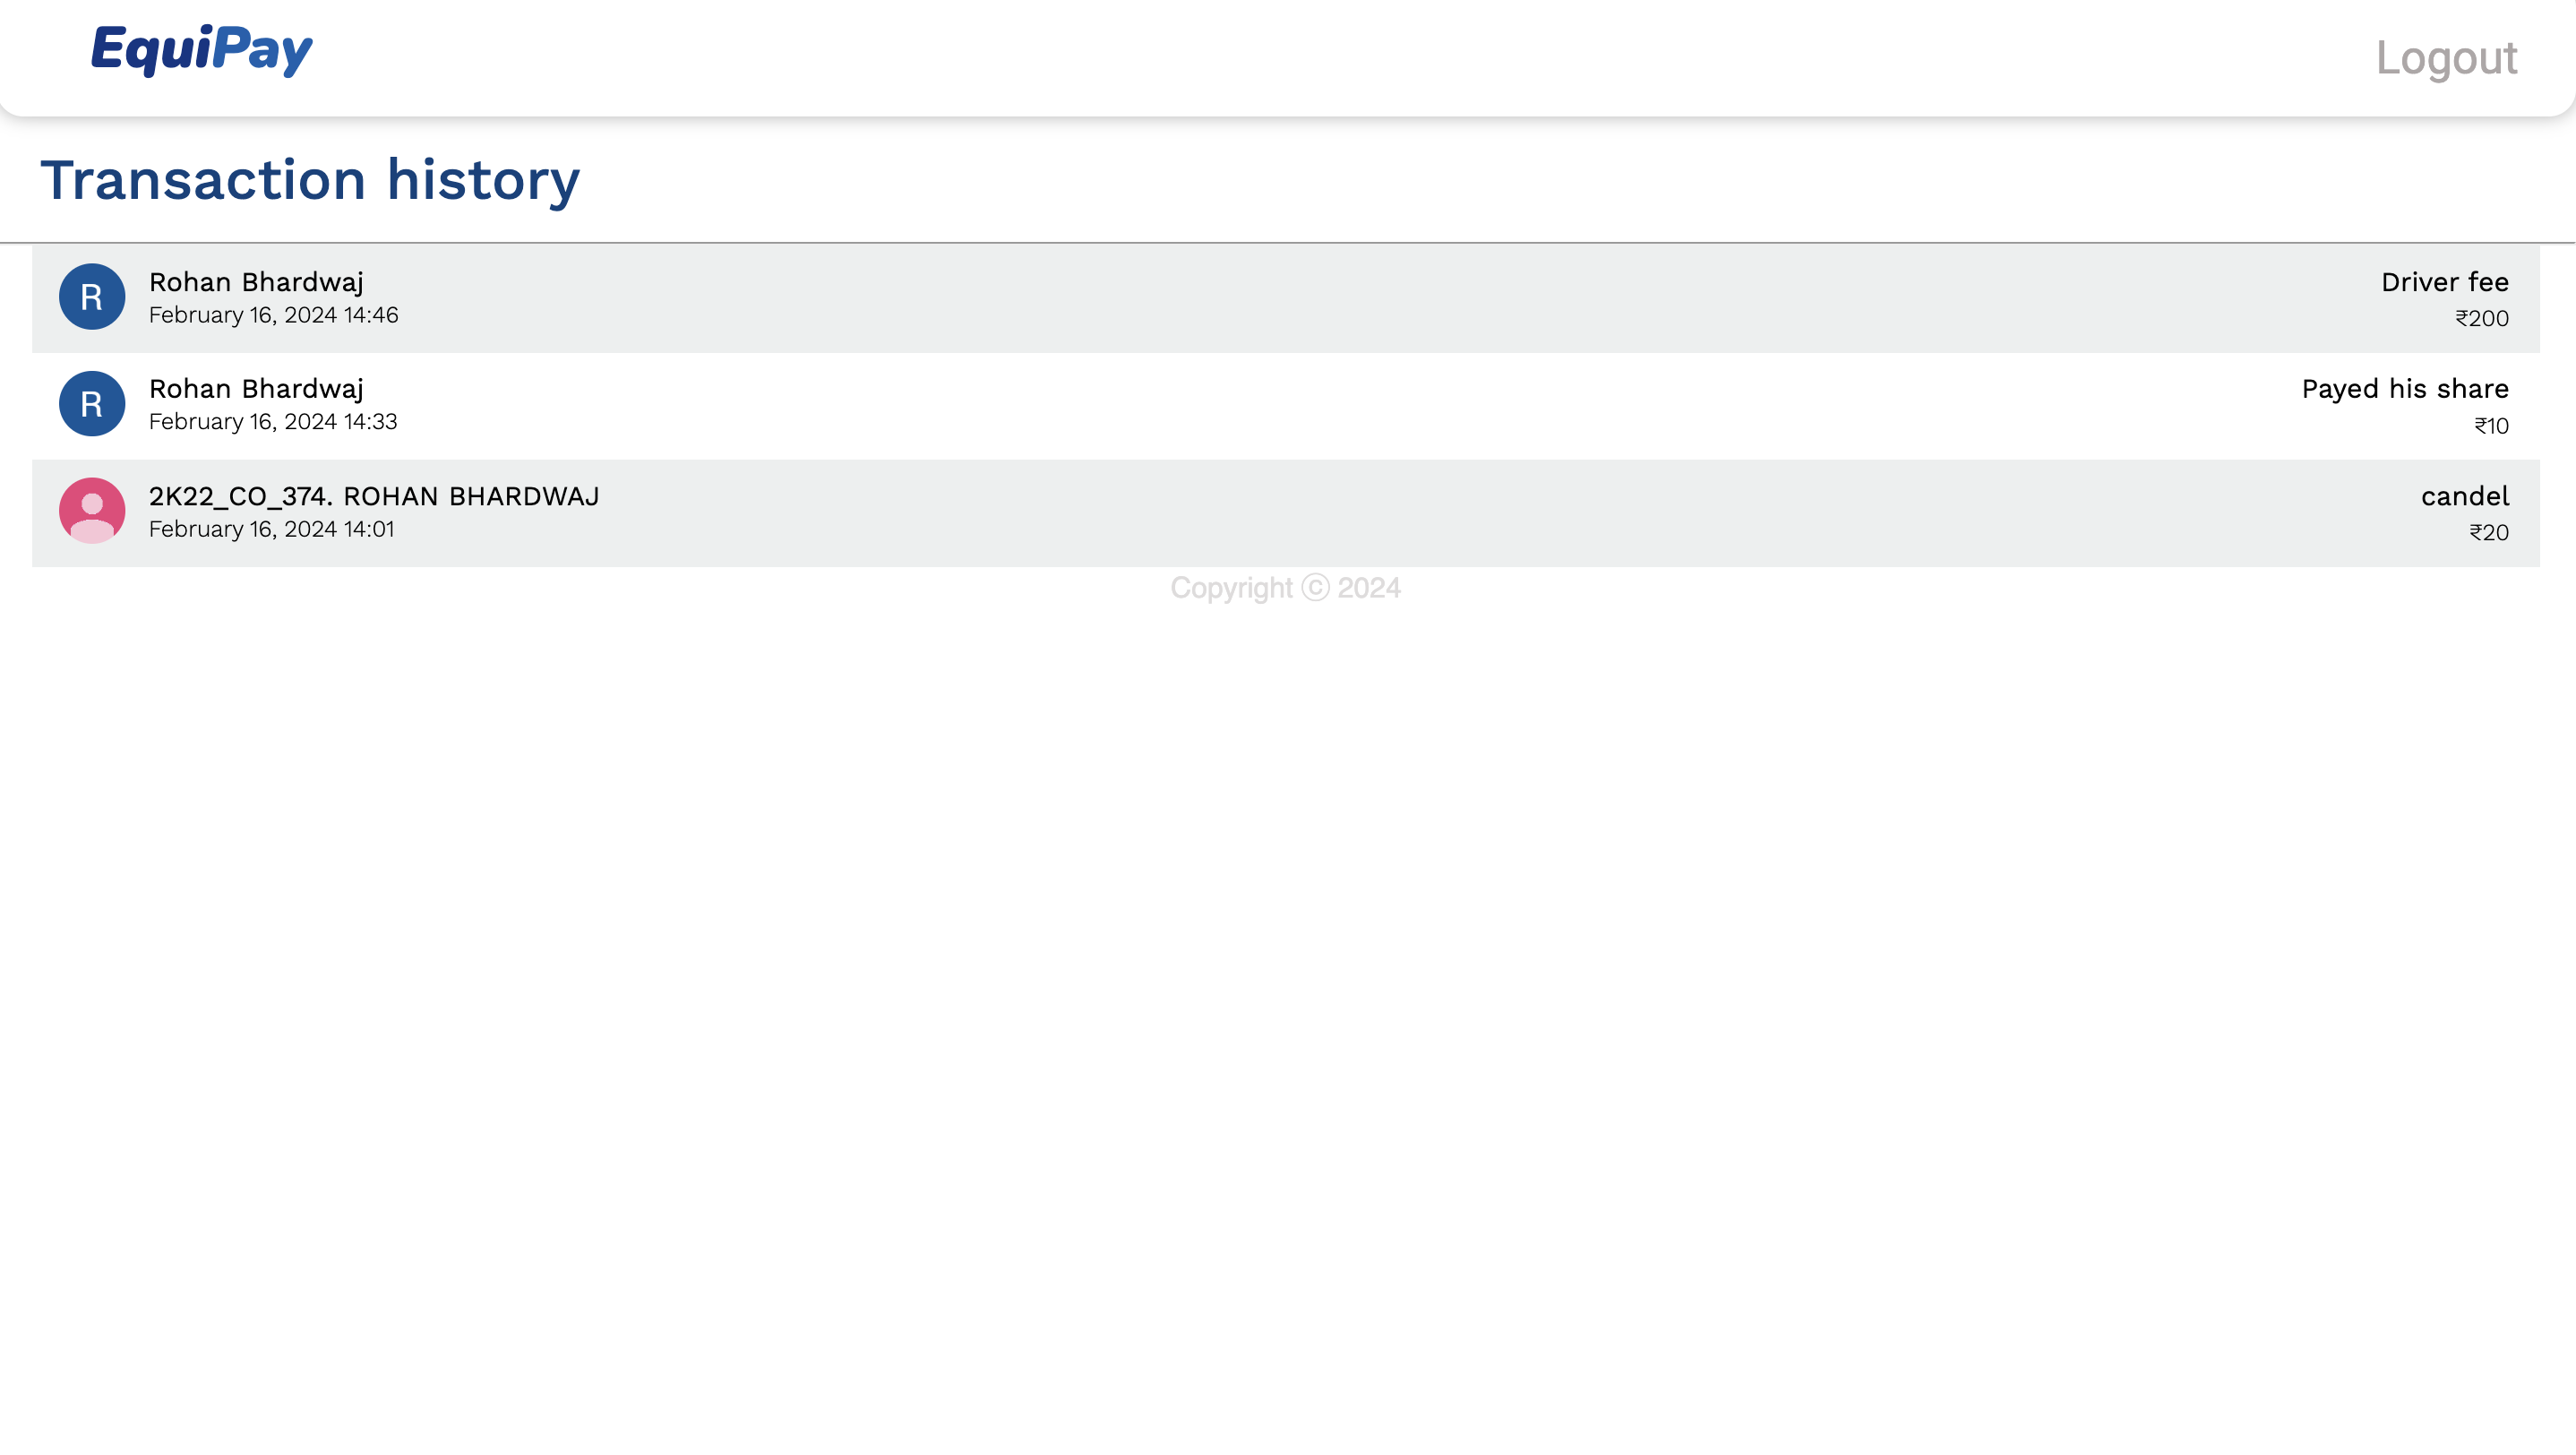 EquiPay
Logout
Transaction history
R
Rohan Bhardwaj
February 16, 2024 14:46
Driver fee
₹200
R
Rohan Bhardwaj
February 16, 2024 14:33
Payed his share
₹10
2K22_CO_374. ROHAN BHARDWAJ
February 16, 2024 14:01
candel
₹20
Copyright ⓒ 2024